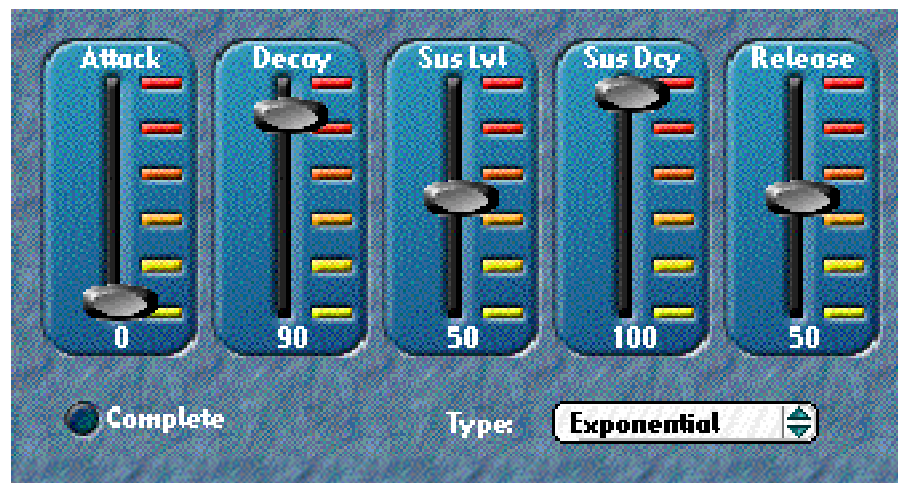 Attack Decay Sus Lvl Sus Dcy Release
0 90 50 100 50
Complete Type: Exponential